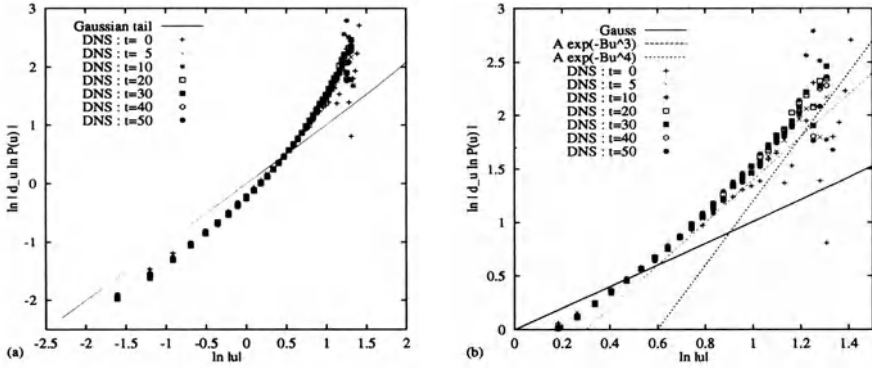 Gaussian tail
DNS : t= 0
DNS : t= 5
DNS : t=10
DNS : t=20
DNS : t=30
DNS : t=40
DNS : t=50
ln | d_u ln P(u) |
3
2
1
0
-1
-2
-2.5 -2 -1.5 -1 -0.5 0 0.5 1.0 1.5 2
ln |u|
(a)
(b)
Gauss
A exp(-Bu^3)
A exp(-Bu^4)
DNS : t= 0
DNS : t= 5
DNS : t=10
DNS : t=20
DNS : t=30
DNS : t=40
DNS : t=50
ln | d_u ln P(u) |
3
2.5
2
1.5
1
0.5
0
0 0.2 0.4 0.6 0.8 1 1.2 1.4
ln |u|